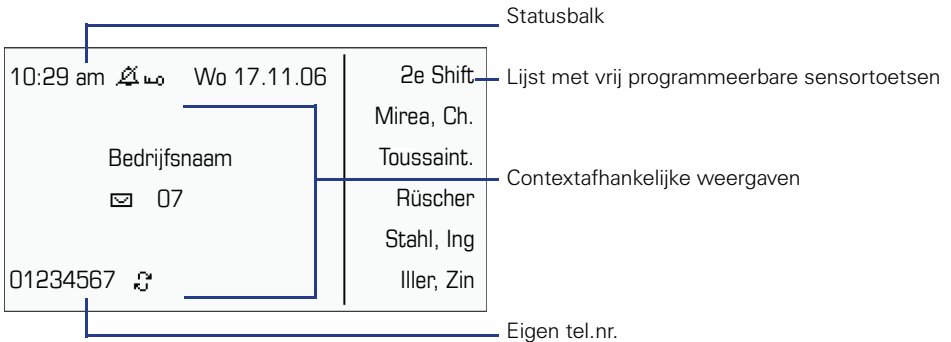 Statusbalk
10:29 am Wo 17.11.06
2e Shift
Lijst met vrij programmeerbare sensortoetsen
Mirea, Ch.
Bedrijfsnaam
Toussaint.
Contextafhankelijke weergaven
07
Rüscher
Stahl, Ing
01234567
Iller, Zin
Eigen tel.nr.